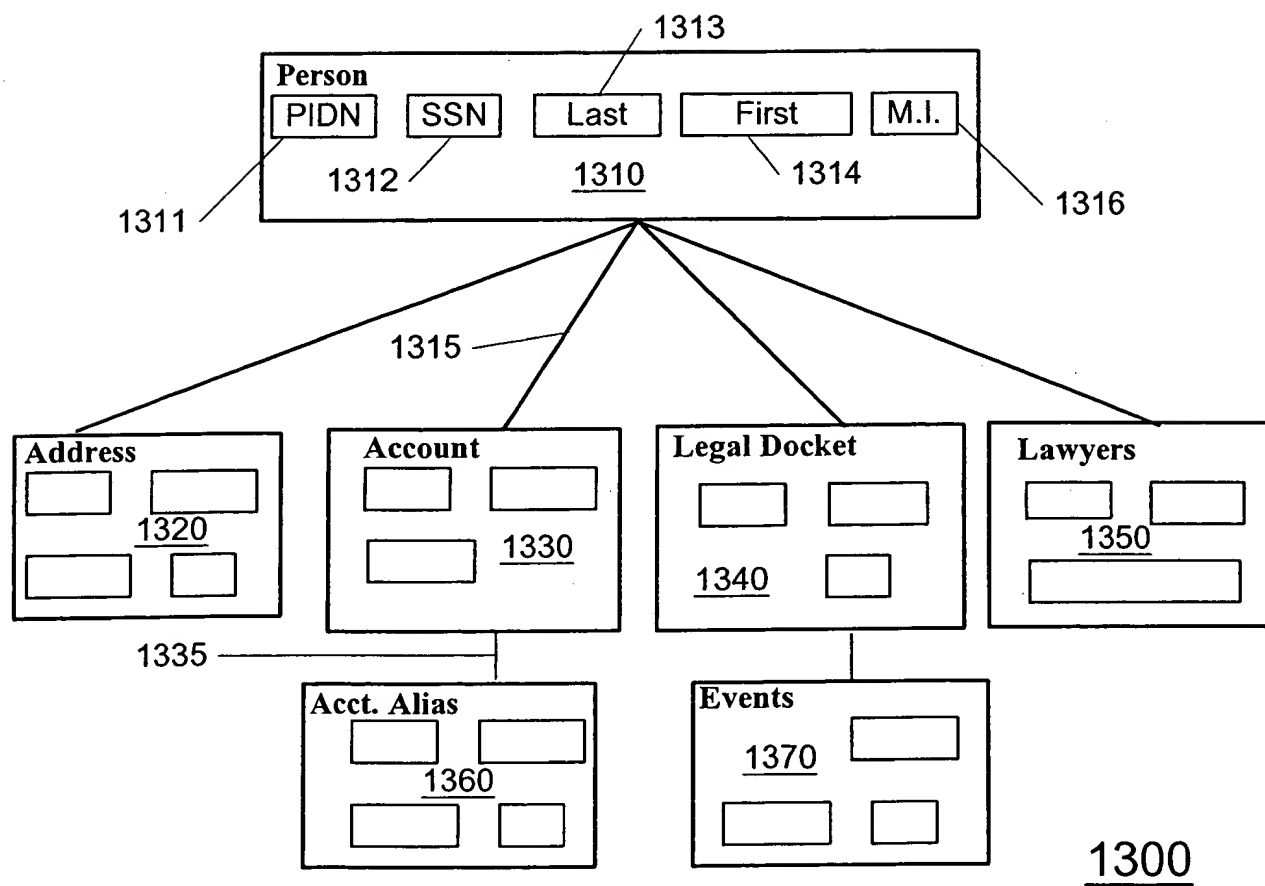 1313
Person
PIDN SSN Last First M.I.
1312 1310 1314 1316
1311
1315
Address Account Legal Docket Lawyers
1320 1330 1340 1350
1335
Acct. Alias Events
1360 1370
1300